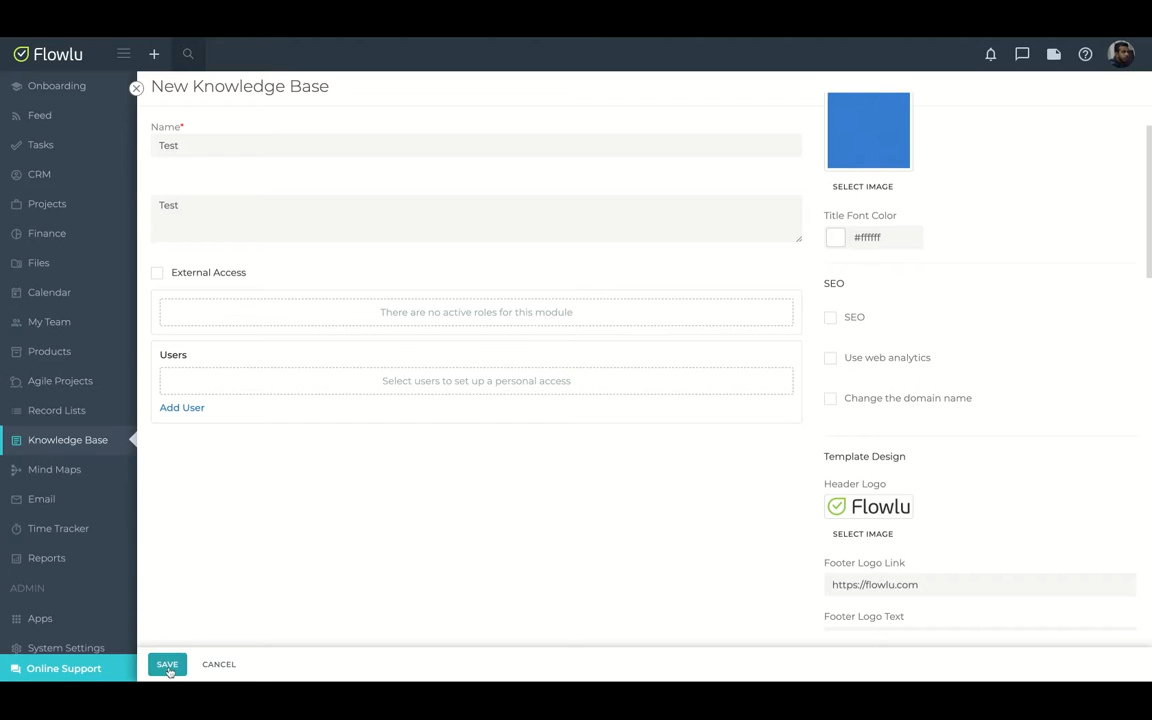 Flowlu
Onboarding
Feed
Tasks
CRM
Projects
Finance
Files
Calendar
My Team
Products
Agile Projects
Record Lists
Knowledge Base
Mind Maps
Email
Time Tracker
Reports
ADMIN
Apps
System Settings
Online Support
New Knowledge Base
Name*
Test
Test
External Access
There are no active roles for this module
Users
Select users to set up a personal access
Add User
SELECT IMAGE
Title Font Color
#ffffff
SEO
SEO
Use web analytics
Change the domain name
Template Design
Header Logo
Flowlu
SELECT IMAGE
Footer Logo Link
https://flowlu.com
Footer Logo Text
SAVE CANCEL